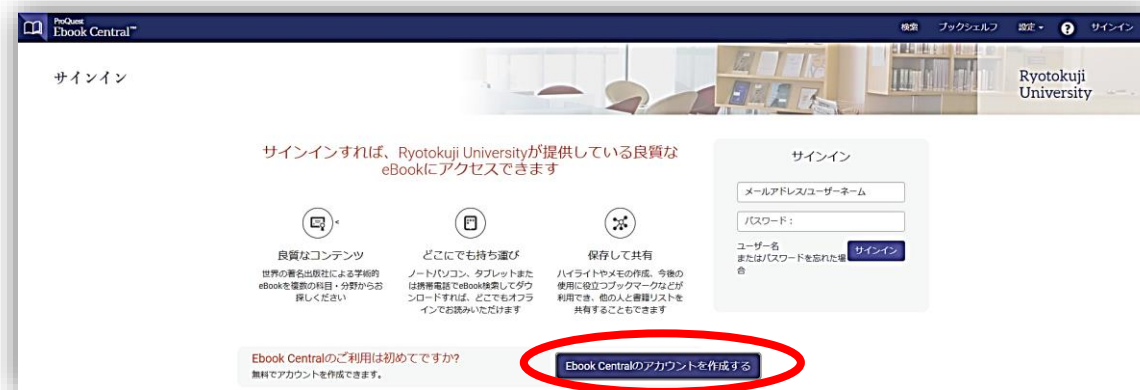 ProQuest
Ebook Central™
検索 ブックシェルフ 設定 ? サインイン
サインイン
Ryotokuji
University
サインインすれば、Ryotokuji Universityが提供している良質な
eBookにアクセスできます
良質なコンテンツ
世界の著名出版社による学術的
eBookを複数の科目・分野からお
探しください
どこにでも持ち運び
ノートパソコン、タブレットまた
は携帯電話でeBook検索してダウ
ンロードすれば、どこでもオフラ
インでお読みいただけます
保存して共有
ハイライトやメモの作成、今後の
使用に役立つブックマークなどが
利用でき、他の人と書籍リストを
共有することもできます
サインイン
メールアドレス/ユーザーネーム
パスワード：
ユーザー名
またはパスワードを忘れた場
合
サインイン
Ebook Centralのご利用は初めてですか?
無料でアカウントを作成できます。
Ebook Centralのアカウントを作成する